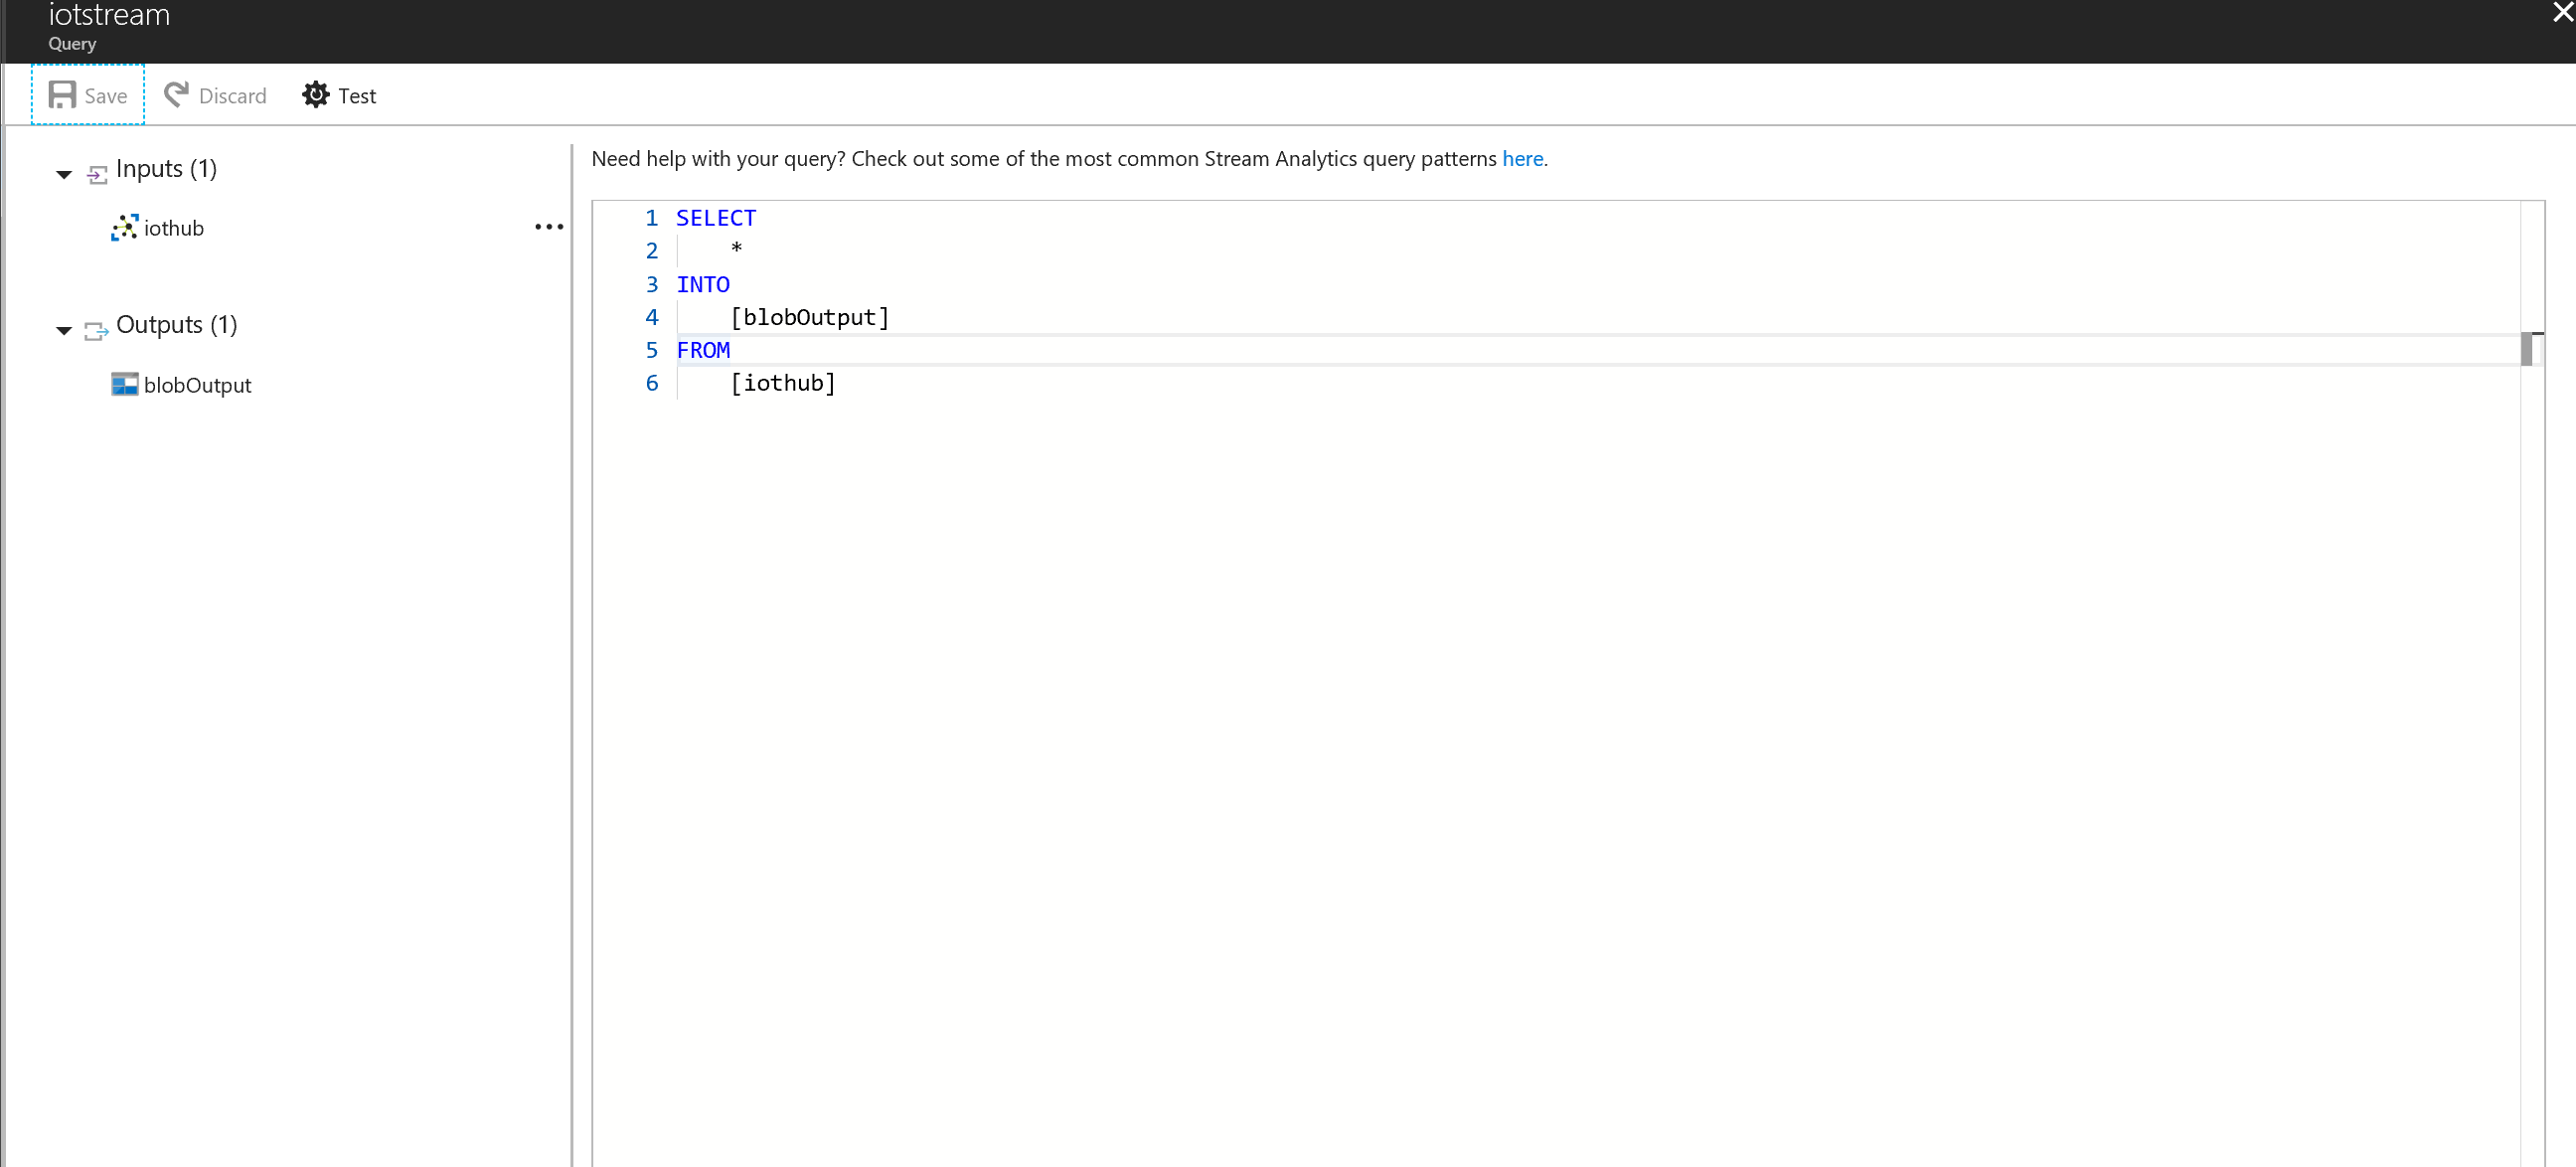 iotstream
Query
Save Discard Test
Inputs (1)
iothub
Outputs (1)
blobOutput
Need help with your query? Check out some of the most common Stream Analytics query patterns here.
1 SELECT
2 *
3 INTO
4 [blobOutput]
5 FROM
6 [iothub]